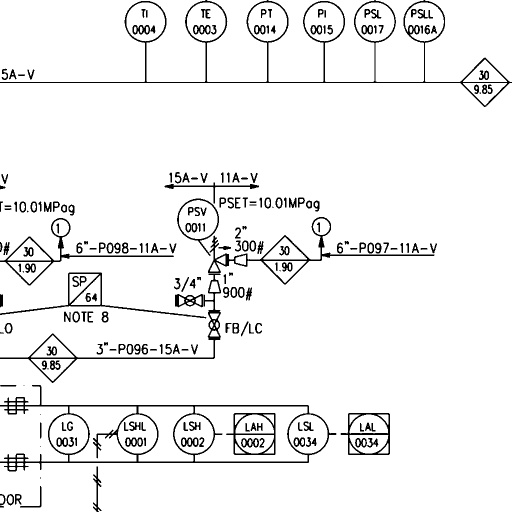 TI
0004
TE
0003
PT
0014
PI
0015
PSL
0017
PSLL
0016A
5A-V
30
9.85
V
15A-V
11A-V
T=10.01MPag
PSV
0011
PSET=10.01MPag
1
2"
300#
1
0#
30
1.90
6"-P098-11A-V
30
1.90
6"-P097-11A-V
SP
64
3/4"
1"
900#
LO
NOTE 8
FB/LC
30
9.85
3"-P096-15A-V
LG
0031
LSHL
0001
LSH
0002
LAH
0002
LSL
0034
LAL
0034
OOR